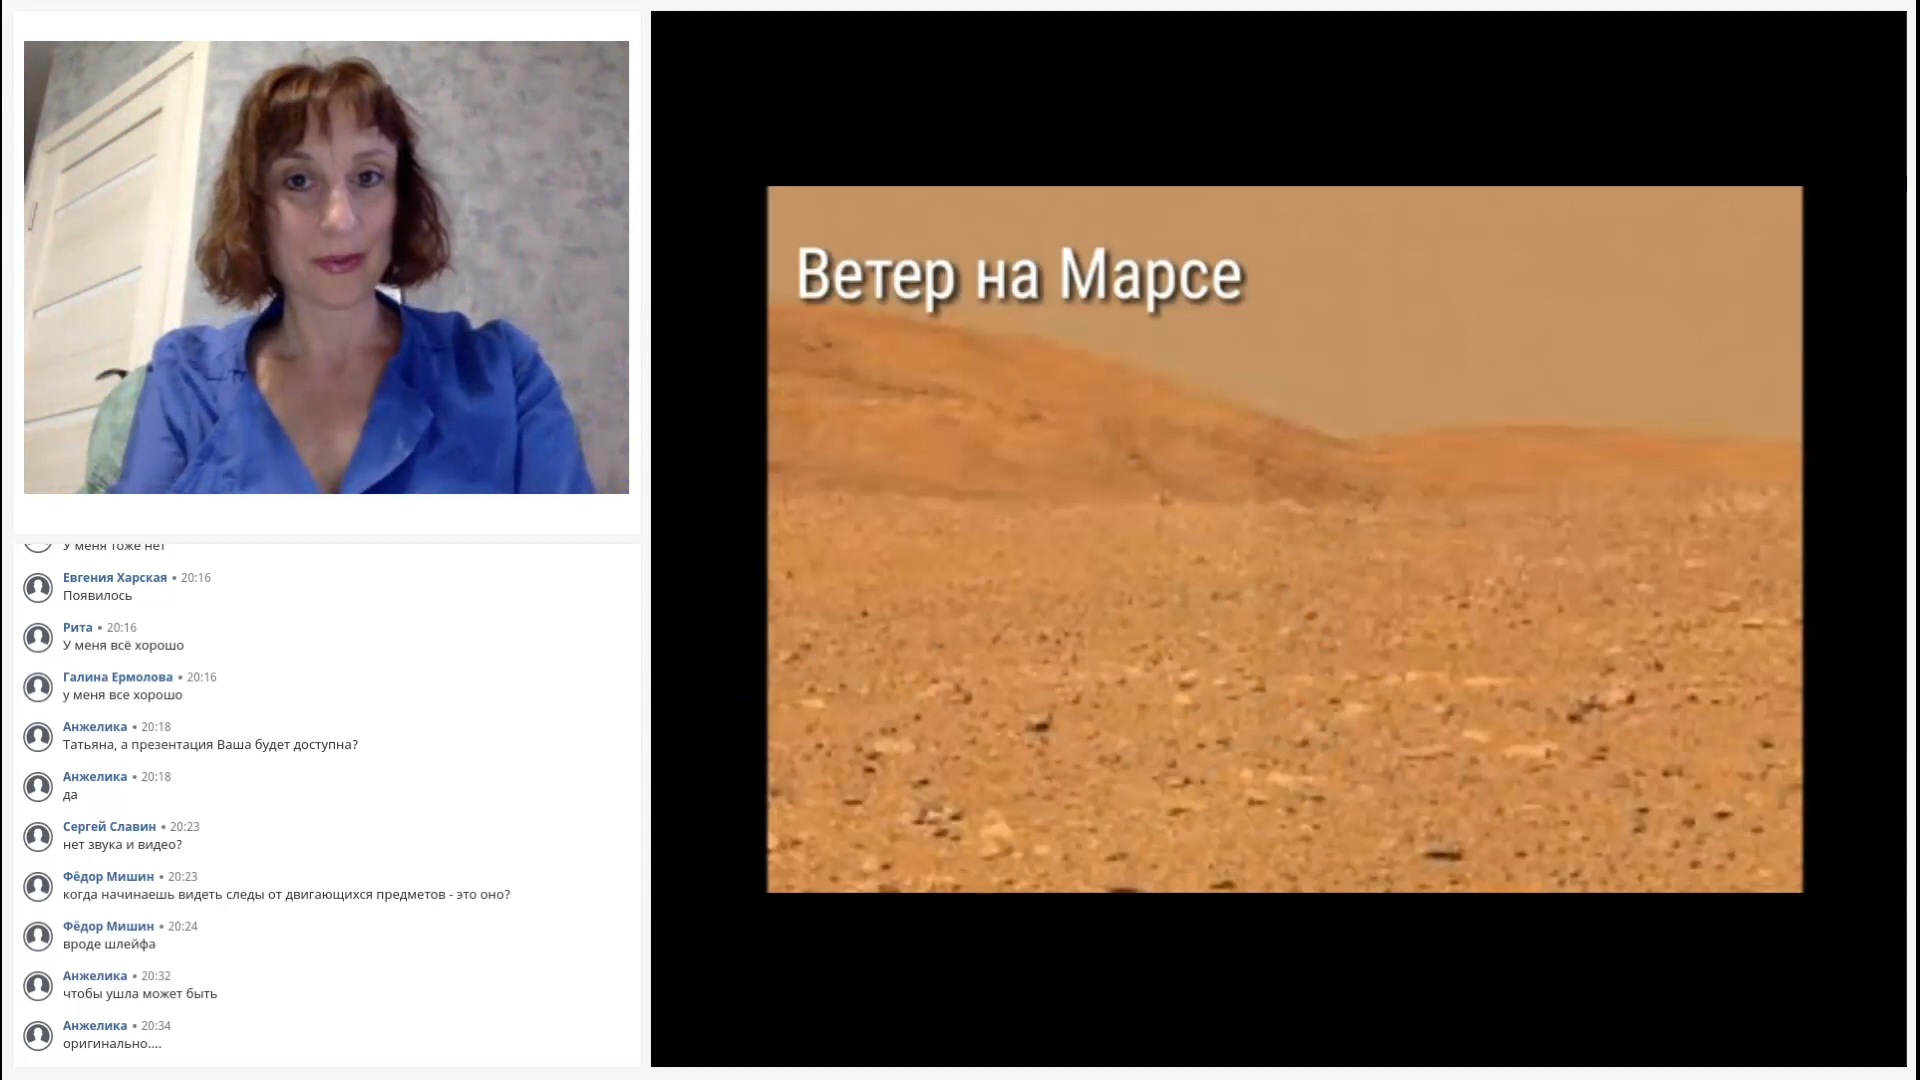 Ветер на Марсе
У меня тоже нет
Евгения Харская • 20:16
Появилось
Рита • 20:16
У меня всё хорошо
Галина Ермолова • 20:16
у меня все хорошо
Анжелика • 20:18
Татьяна, а презентация Ваша будет доступна?
Анжелика • 20:18
да
Сергей Славин • 20:23
нет звука и видео?
Фёдор Мишин • 20:23
когда начинаешь видеть следы от двигающихся предметов - это оно?
Фёдор Мишин • 20:24
вроде шлейфа
Анжелика • 20:32
чтобы ушла может быть
Анжелика • 20:34
оригинально....